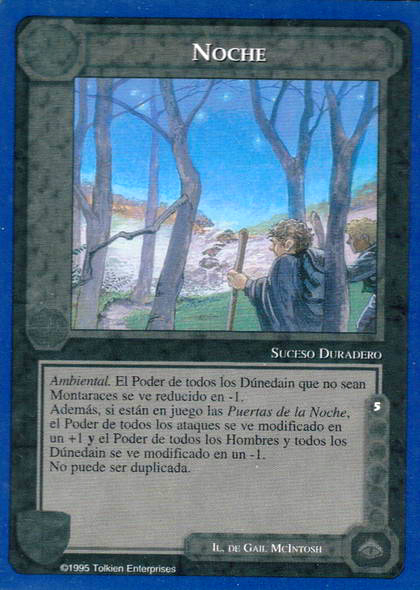 Noche
Suceso Duradero
Ambiental. El Poder de todos los Dúnedain que no sean
Montaraces se ve reducido en -1.
Además, si están en juego las Puertas de la Noche,
el Poder de todos los ataques se ve modificado en
un +1 y el Poder de todos los Hombres y todos los
Dúnedain se ve modificado en un -1.
No puede ser duplicada.
5
Il. de Gail McIntosh
©1995 Tolkien Enterprises